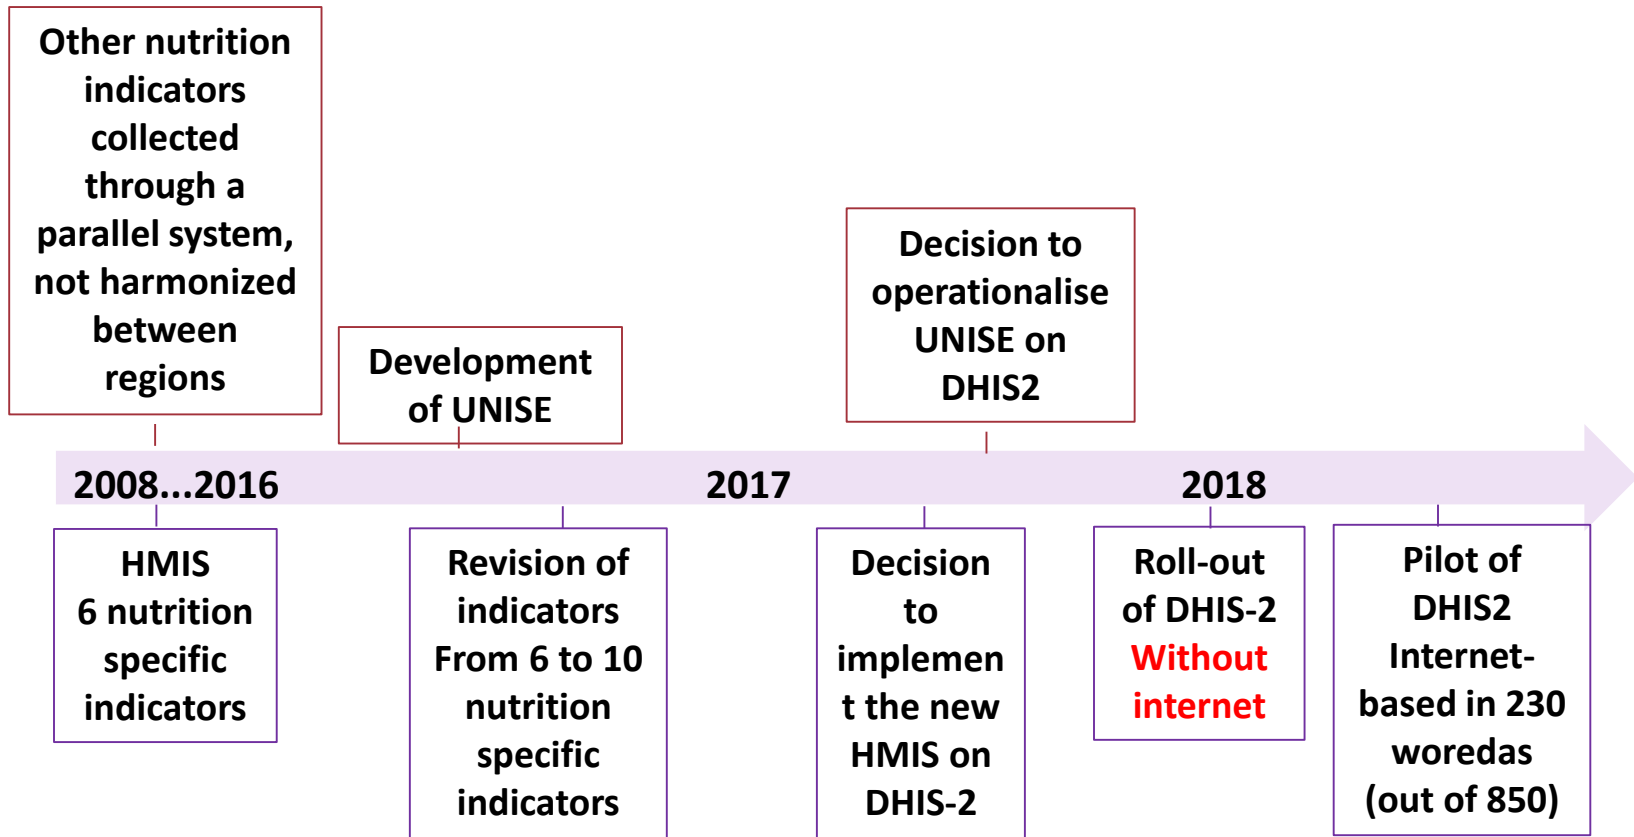 Other nutrition
indicators
collected
through a
parallel system,
not harmonized
between
regions
Development
of UNISE
Decision to
operationalise
UNISE on
DHIS2
2008...2016
2017
2018
HMIS
6 nutrition
specific
indicators
Revision of
indicators
From 6 to 10
nutrition
specific
indicators
Decision
to
implemen
t the new
HMIS on
DHIS-2
Roll-out
of DHIS-2
Without
internet
Pilot of
DHIS2
Internet-
based in 230
woredas
(out of 850)